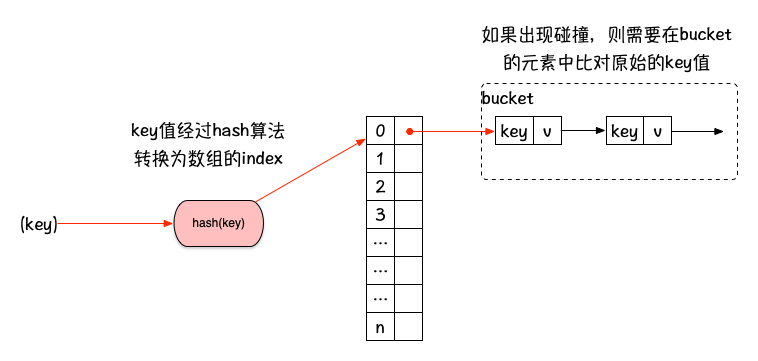 如果出现碰撞，则需要在bucket
的元素中比对原始的key值
bucket
key v
key v
key值经过hash算法
转换为数组的index
(key)
hash(key)
0
1
2
3
...
...
...
n